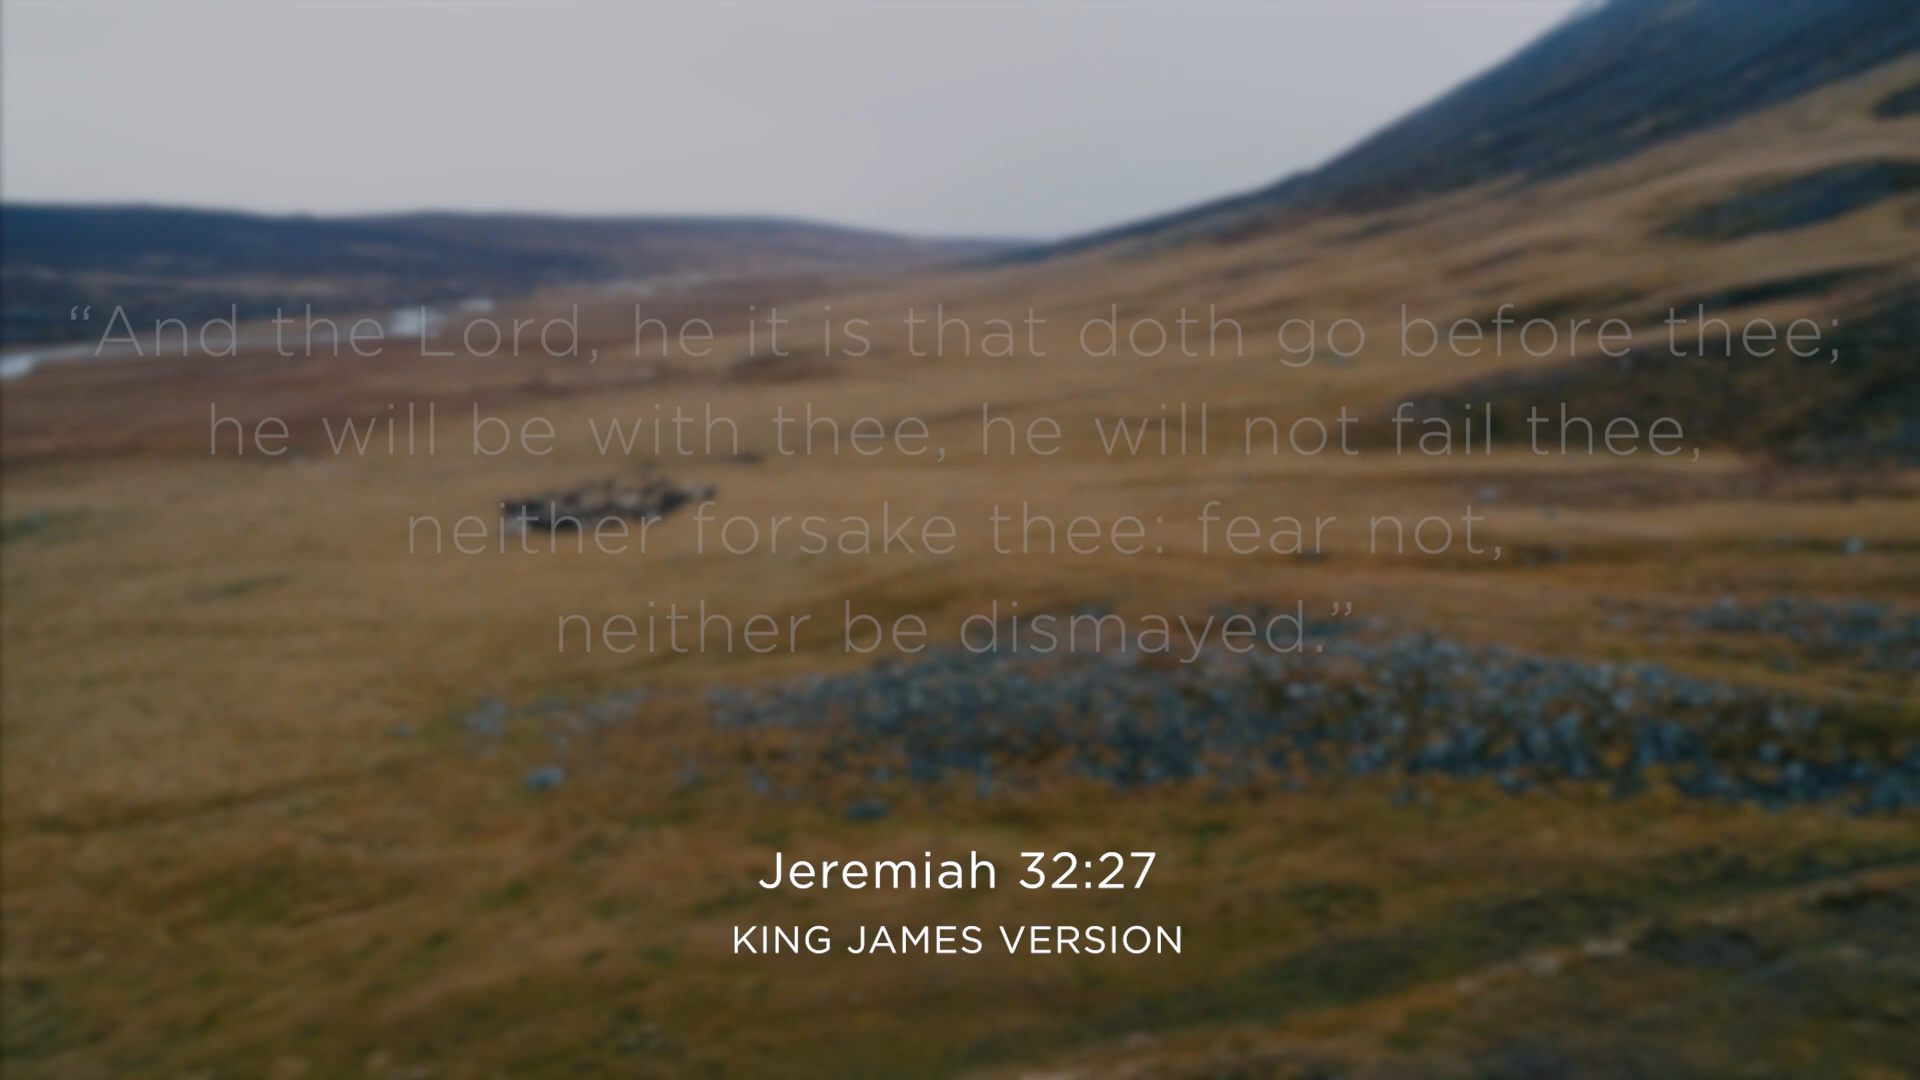 “And the Lord, he it is that doth go before thee;
he will be with thee, he will not fail thee,
neither forsake thee: fear not,
neither be dismayed.”
Jeremiah 32:27
KING JAMES VERSION